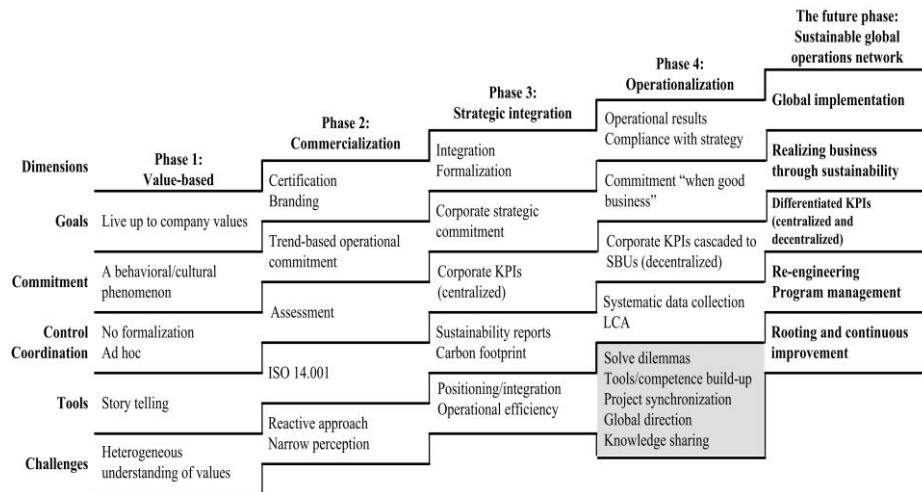 Dimensions
Goals
Commitment
Control
Coordination
Tools
Challenges
Phase 1:
Value-based
Live up to company values
A behavioral/cultural
phenomenon
No formalization
Ad hoc
Story telling
Heterogeneous
understanding of values
Phase 2:
Commercialization
Certification
Branding
Trend-based operational
commitment
Assessment
ISO 14.001
Reactive approach
Narrow perception
Phase 3:
Strategic integration
Integration
Formalization
Corporate strategic
commitment
Corporate KPIs
(centralized)
Sustainability reports
Carbon footprint
Positioning/integration
Operational efficiency
Phase 4:
Operationalization
Operational results
Compliance with strategy
Commitment “when good
business”
Corporate KPIs cascaded to
SBUs (decentralized)
Systematic data collection
LCA
Solve dilemmas
Tools/competence build-up
Project synchronization
Global direction
Knowledge sharing
The future phase:
Sustainable global
operations network
Global implementation
Realizing business
through sustainability
Differentiated KPIs
(centralized and
decentralized)
Re-engineering
Program management
Rooting and continuous
improvement